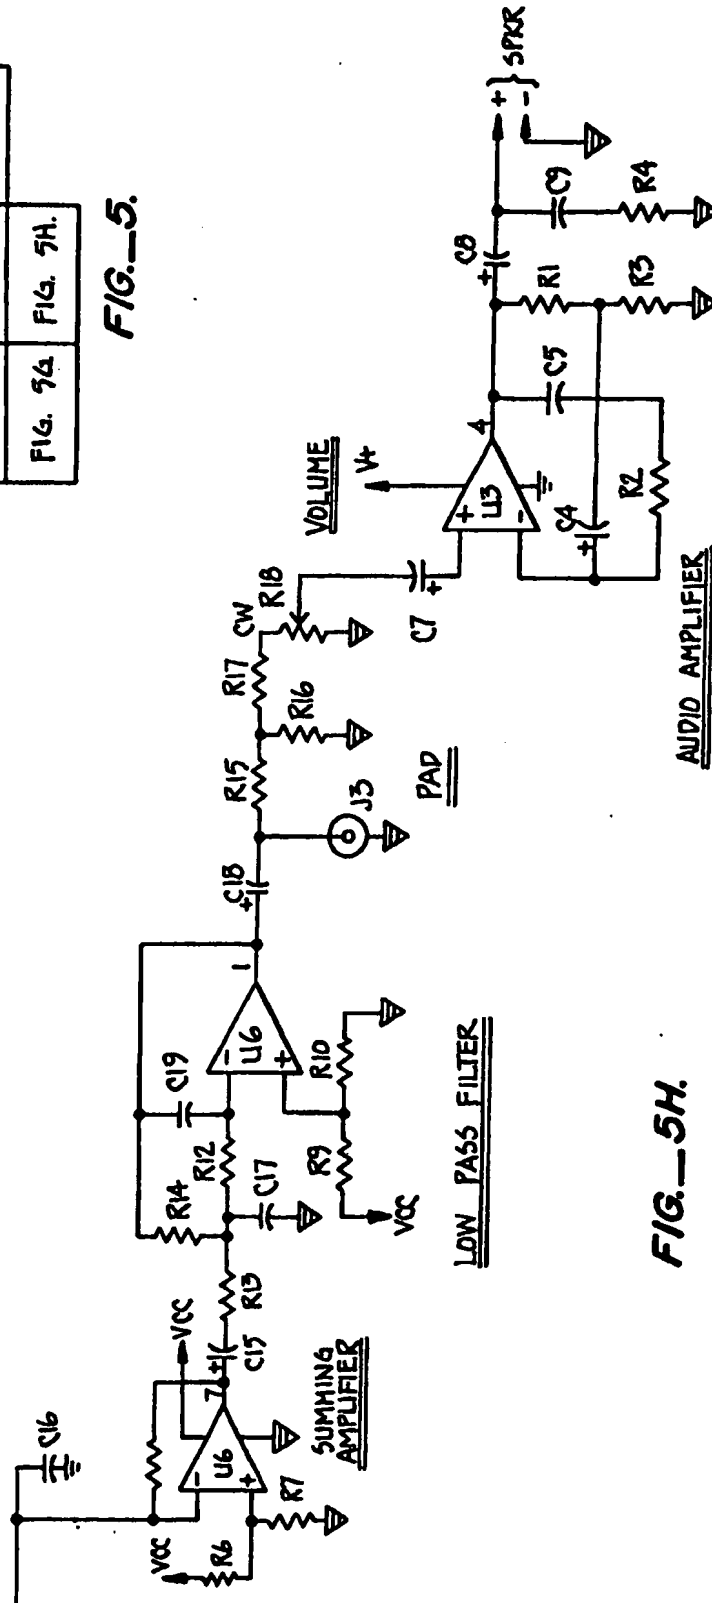 FIG. 5G
FIG. 5H.
FIG._5.
C16
VCC
R6
R7
U6
-
+
7
VCC
SUMMING
AMPLIFIER
+
C15
R13
R14
C17
R12
C19
U6
-
+
1
R9
R10
VCC
LOW PASS FILTER
+
C18
J3
R15
R16
R17
PAD
CW
R18
VOLUME
C7
+
V+
U3
+
-
4
C4
+
R2
C5
R1
R3
C8
+
C9
R4
+
-
SPKR
AUDIO AMPLIFIER
FIG._5H.